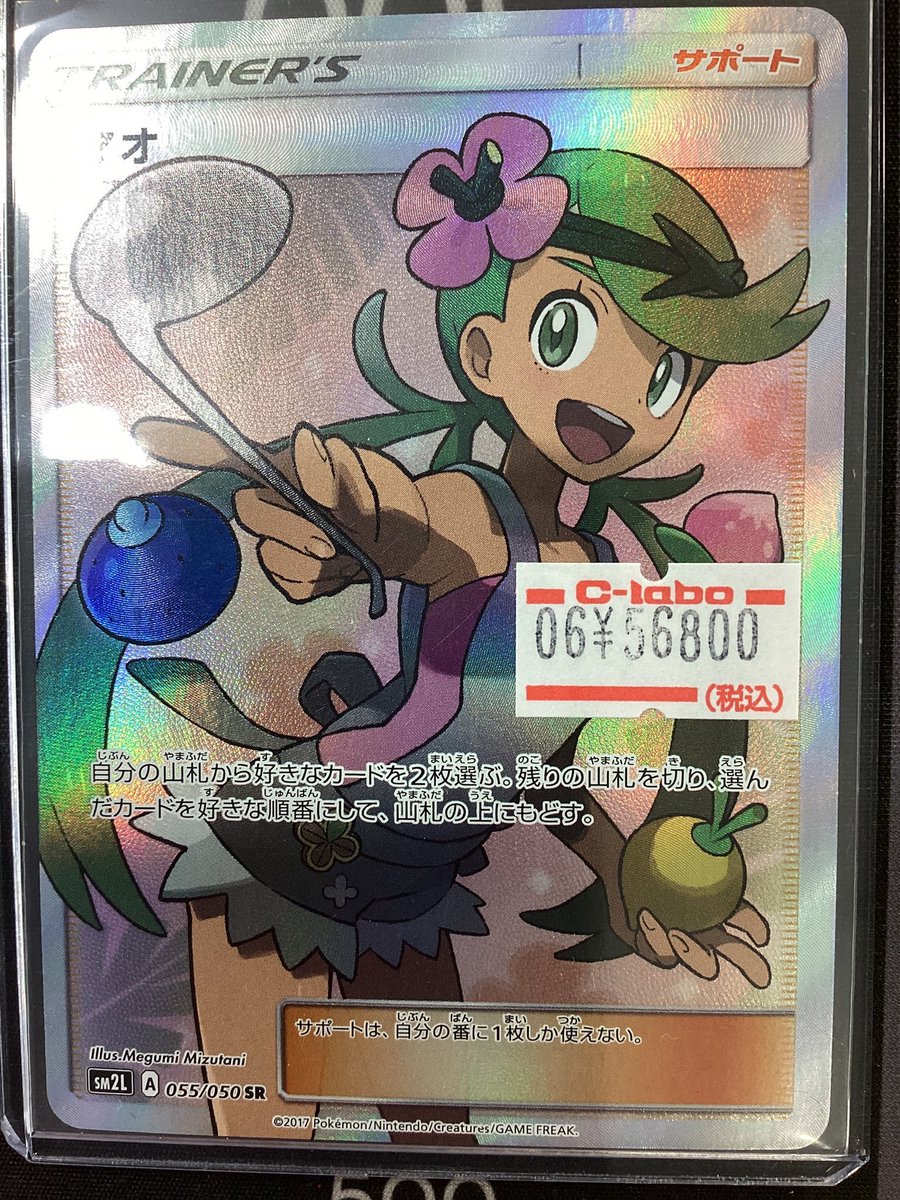 TRAINER'S
サポート
オ
C-labo
06¥56800
(税込)
自分の山札から好きなカードを2枚選ぶ。残りの山札を切り、選ん
だカードを好きな順番にして、山札の上にもどす。
サポートは、自分の番に1枚しか使えない。
Illus.Megumi Mizutani
SM2L A 055/050 SR
©2017 Pokémon/Nintendo/Creatures/GAME FREAK.